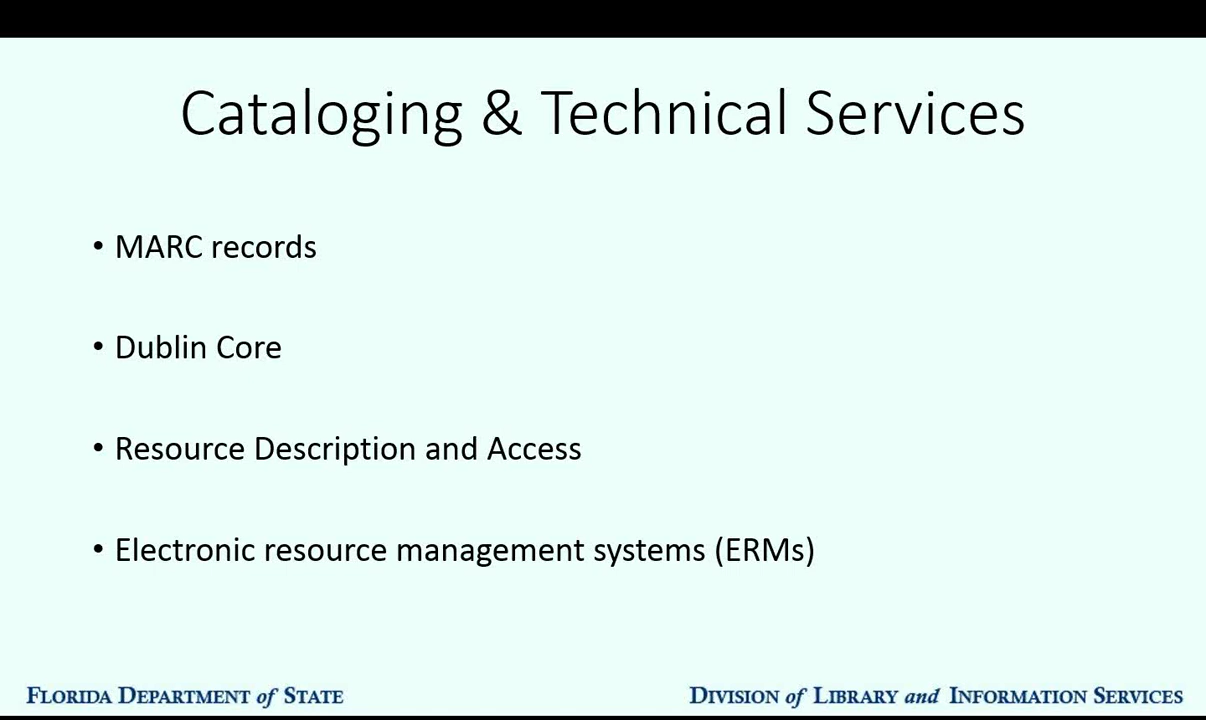 Cataloging & Technical Services
• MARC records
• Dublin Core
• Resource Description and Access
• Electronic resource management systems (ERMs)
FLORIDA DEPARTMENT of STATE
DIVISION of LIBRARY and INFORMATION SERVICES